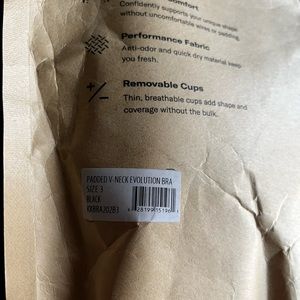 Confidently supports your unique shape
without uncomfortable wires or padding.
Performance Fabric
Anti-odor and quick dry material keep
you fresh.
Removable Cups
Thin, breathable cups add shape and
coverage without the bulk.
PADDED V-NECK EVOLUTION BRA
SIZE 3
BLACK